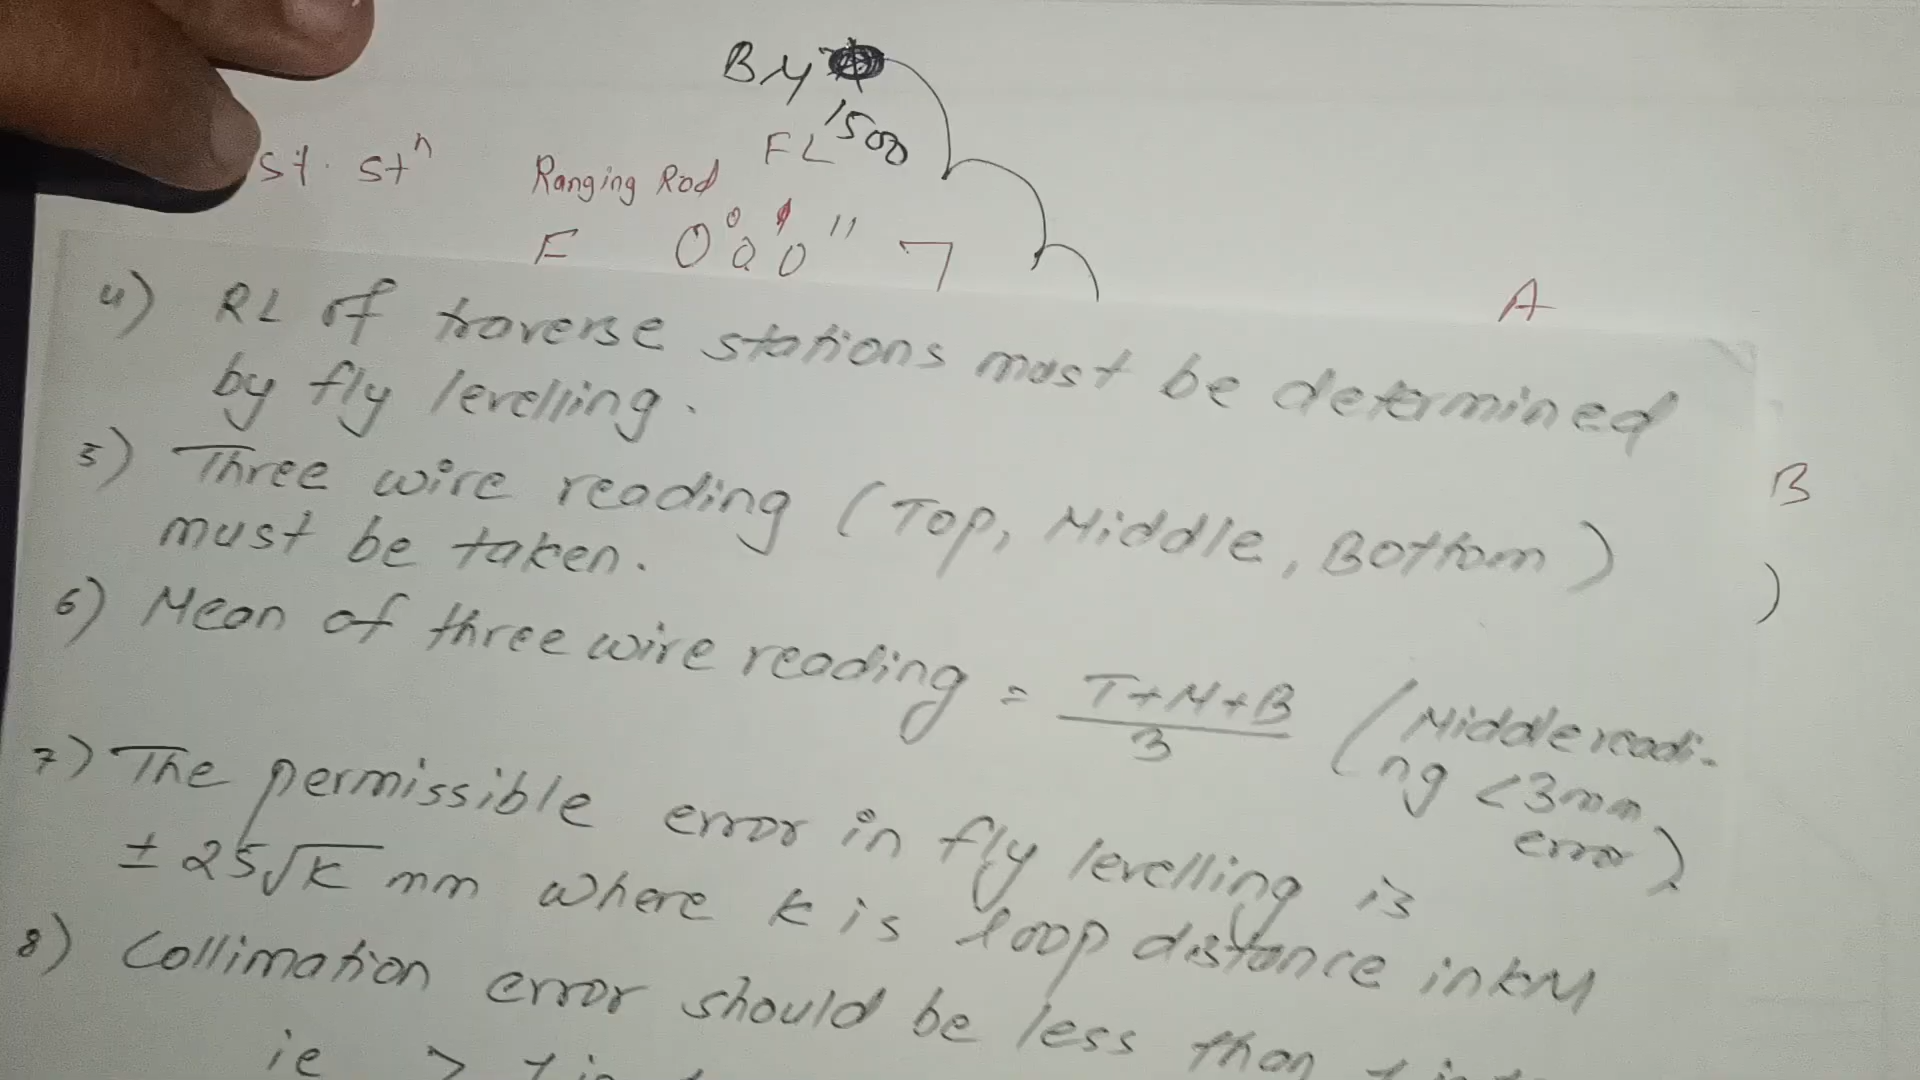 BM
1500
FL
st. stⁿ
Ranging Rod
F 0° 0' 0"
A
4) RL of traverse stations must be determined
by fly levelling.
B
5) Three wire reading (Top, Middle, Bottom)
must be taken.
6) Mean of three wire reading = T+M+B / 3 (Middle readi-
ng <3mm
error)
7) The permissible error in fly levelling is
± 25√k mm where k is loop distance in kM
8) Collimation error should be less than
ie >